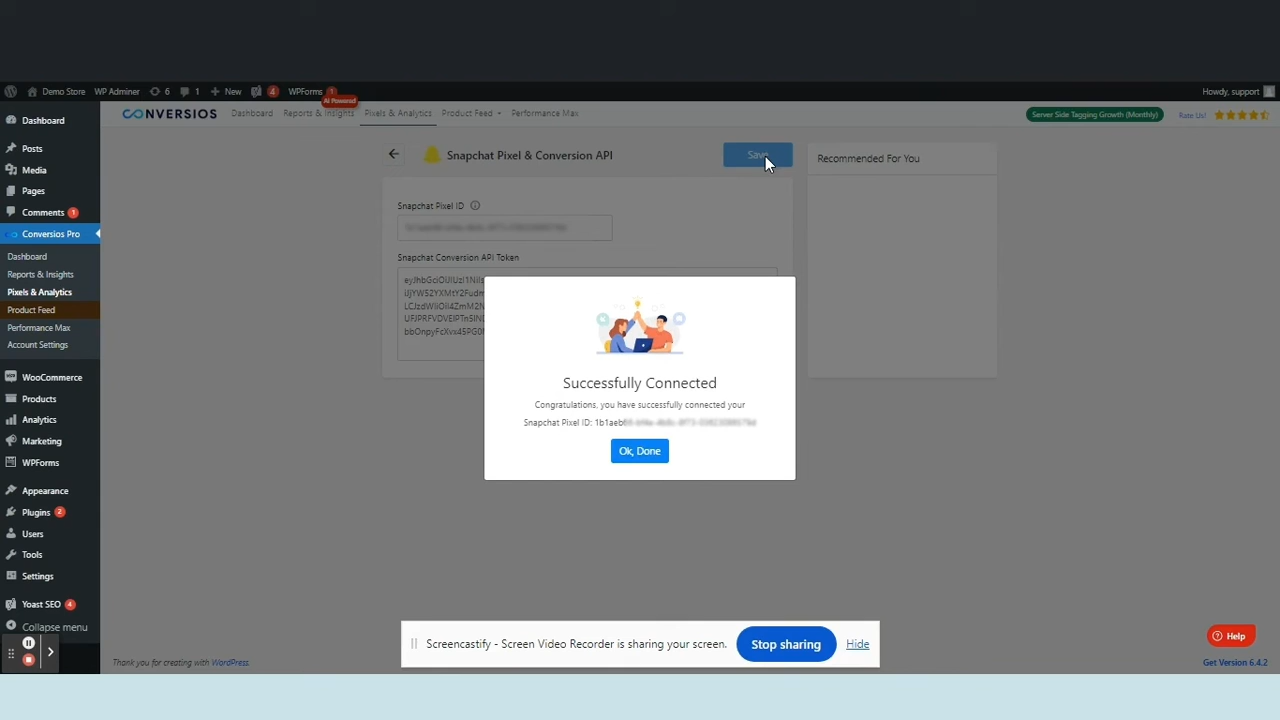 Demo Store WP Adminer 6 1 New 4 WPForms 1 Howdy, support
AI Powered
CONVERSIOS Dashboard Reports & Insights Pixels & Analytics Product Feed Performance Max Server Side Tagging Growth (Monthly) Rate Us!
Dashboard
Posts
Media
Pages
Comments 1
Conversios Pro
Dashboard
Reports & Insights
Pixels & Analytics
Product Feed
Performance Max
Account Settings
WooCommerce
Products
Analytics
Marketing
WPForms
Appearance
Plugins 2
Users
Tools
Settings
Yoast SEO 4
Collapse menu
Snapchat Pixel & Conversion API Save
Recommended For You
Snapchat Pixel ID
Snapchat Conversion API Token
Successfully Connected
Congratulations, you have successfully connected your
Snapchat Pixel ID: 1b1aeb
Ok, Done
Screencastify - Screen Video Recorder is sharing your screen. Stop sharing Hide
Help
Thank you for creating with WordPress
Get Version 6.4.2